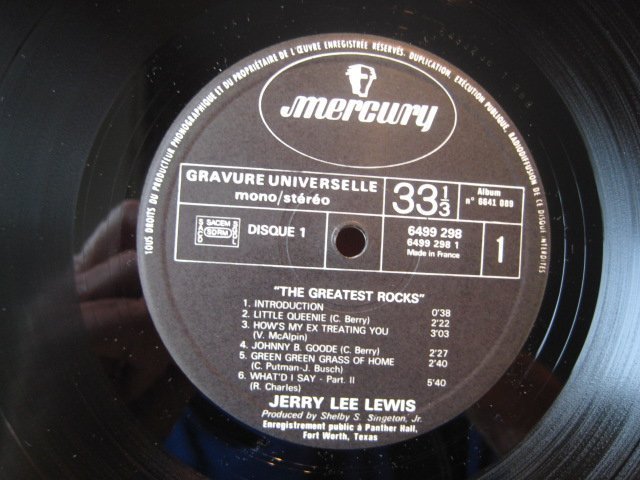 TOUS DROITS DU PRODUCTEUR PHONOGRAPHIQUE ET DU PROPRIÉTAIRE DE L'ŒUVRE ENREGISTRÉE RÉSERVÉS. DUPLICATION, EXÉCUTION PUBLIQUE, RADIODIFFUSION DE CE DISQUE INTERDITES
mercury
GRAVURE UNIVERSELLE
mono/stéréo
33 1/3
Album
n° 6641 089
SACEM
SACD SDRM SGDL
DISQUE 1
6499 298
6499 298 1
Made in France
1
"THE GREATEST ROCKS"
1. INTRODUCTION 0'38
2. LITTLE QUEENIE (C. Berry) 2'22
3. HOW'S MY EX TREATING YOU 3'03
(V. McAlpin)
4. JOHNNY B. GOODE (C. Berry) 2'27
5. GREEN GREEN GRASS OF HOME 2'40
(C. Putman-J. Busch)
6. WHAT'D I SAY - Part. II 5'40
(R. Charles)
JERRY LEE LEWIS
Produced by Shelby S. Singeton, Jr.
Enregistrement public à Panther Hall,
Fort Worth, Texas